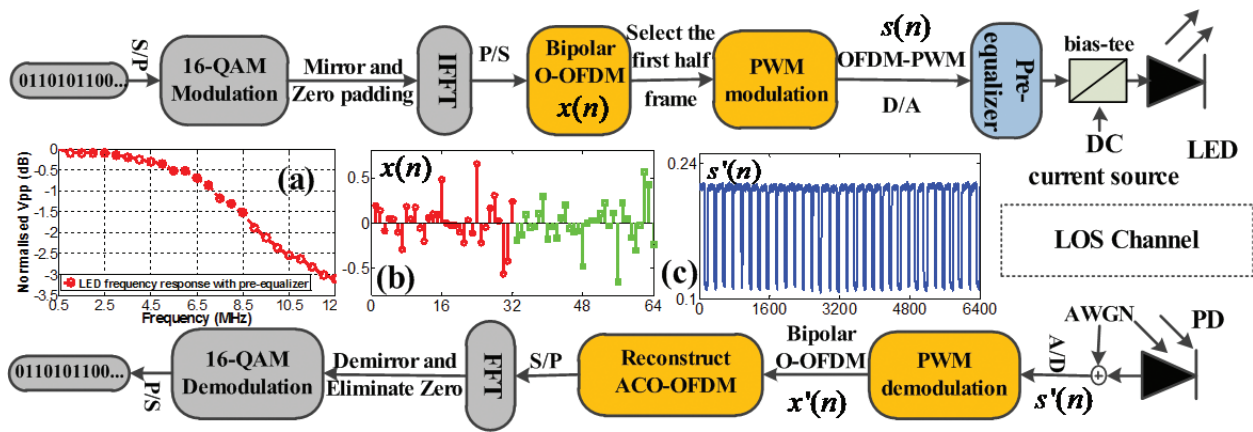 0110101100...
S/P
16-QAM
Modulation
Mirror and
Zero padding
IFFT
P/S
Bipolar
O-OFDM
x(n)
Select the
first half
frame
PWM
modulation
s(n)
OFDM-PWM
D/A
Pre-
equalizer
bias-tee
DC
current source
LED
Normalised Vpp (dB)
0
-0.5
-1
-1.5
-2
-2.5
-3
-3.5
0.5 2.5 4.5 6.5 8.5 10.5 12
Frequency (MHz)
LED frequency response with pre-equalizer
(a)
x(n)
0.5
0
-0.5
0 16 32 48 64
(b)
s'(n)
0.24
0.1
0 1600 3200 4800 6400
(c)
LOS Channel
0110101100...
P/S
16-QAM
Demodulation
Demirror and
Eliminate Zero
FFT
S/P
Reconstruct
ACO-OFDM
Bipolar
O-OFDM
x'(n)
PWM
demodulation
s'(n)
A/D
AWGN
+
PD